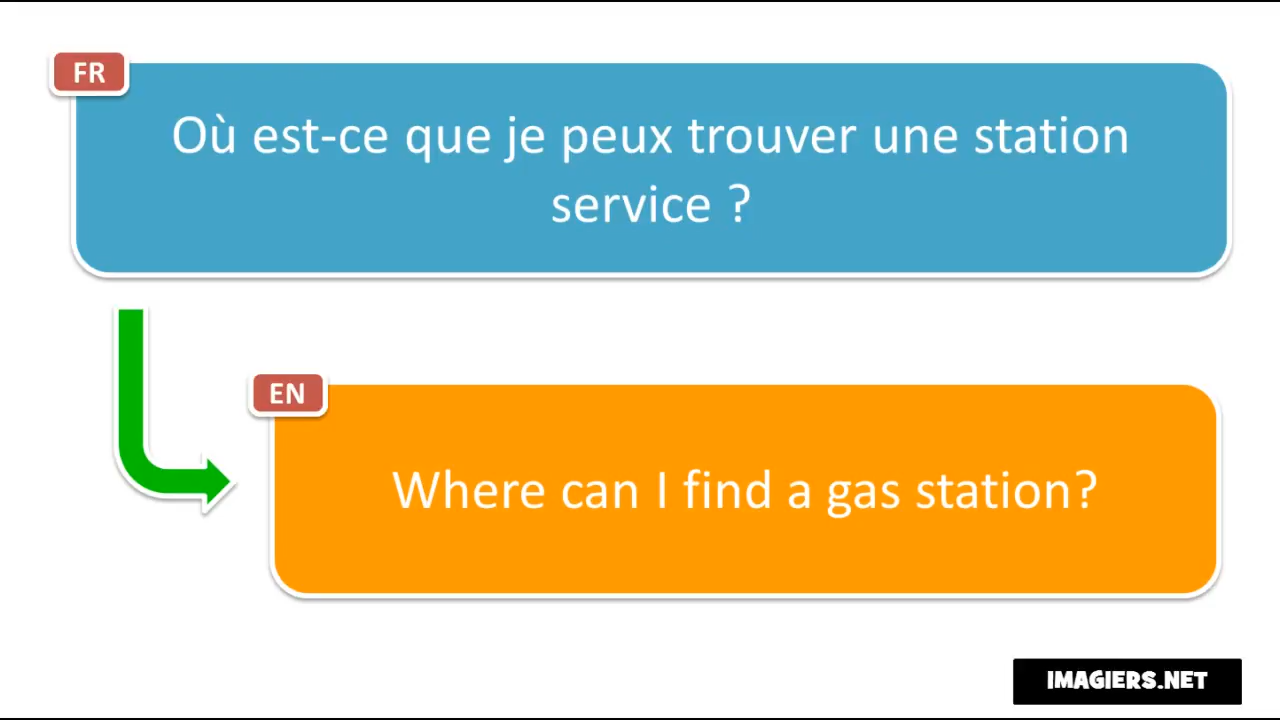 FR
Où est-ce que je peux trouver une station
service ?
EN
Where can I find a gas station?
IMAGIERS.NET